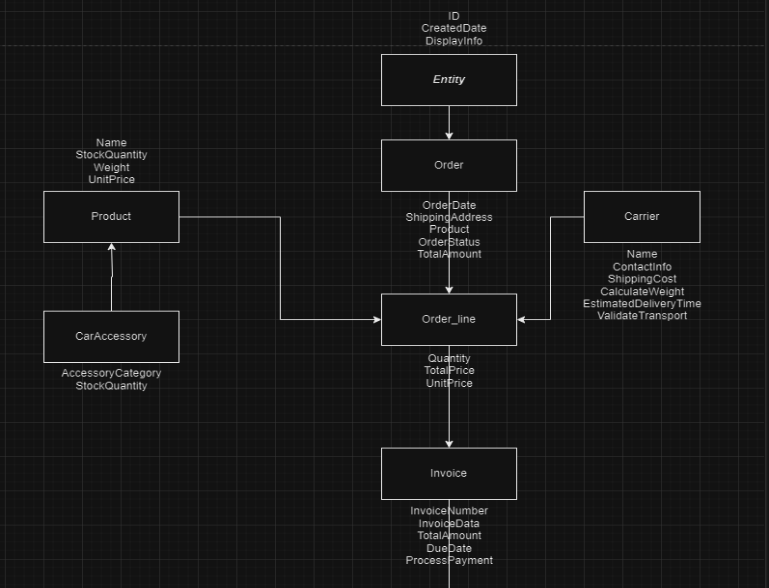 ID
CreatedDate
DisplayInfo
Entity
Order
OrderDate
ShippingAddress
Product
OrderStatus
TotalAmount
Name
StockQuantity
Weight
UnitPrice
Product
CarAccessory
AccessoryCategory
StockQuantity
Carrier
Name
ContactInfo
ShippingCost
CalculateWeight
EstimatedDeliveryTime
ValidateTransport
Order_line
Quantity
TotalPrice
UnitPrice
Invoice
InvoiceNumber
InvoiceData
TotalAmount
DueDate
ProcessPayment